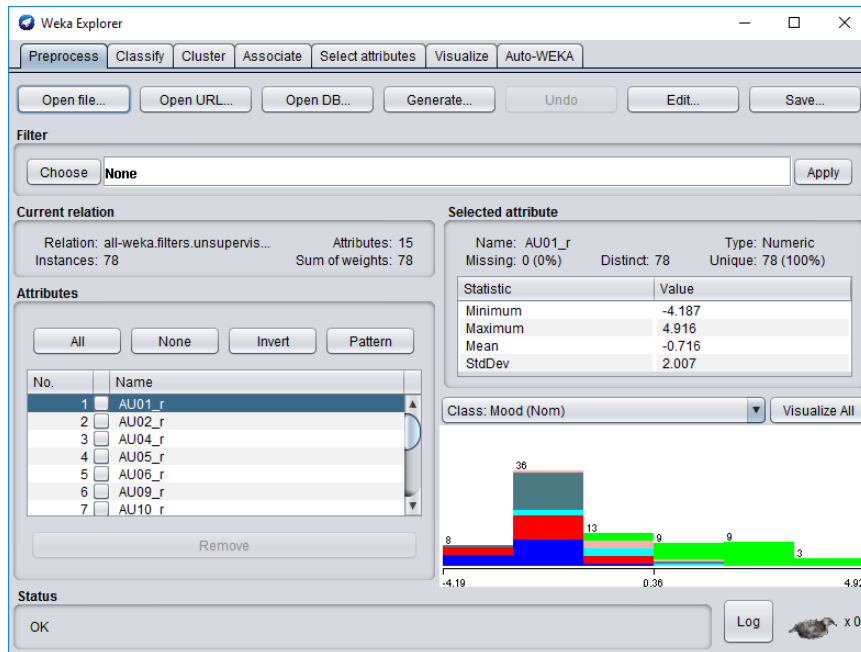 Weka Explorer
Preprocess Classify Cluster Associate Select attributes Visualize Auto-WEKA
Open file... Open URL... Open DB... Generate... Undo Edit... Save...
Filter
Choose None Apply
Current relation
Relation: all-weka.filters.unsupervis... Attributes: 15
Instances: 78 Sum of weights: 78
Selected attribute
Name: AU01_r Type: Numeric
Missing: 0 (0%) Distinct: 78 Unique: 78 (100%)
Statistic Value
Minimum -4.187
Maximum 4.916
Mean -0.716
StdDev 2.007
Attributes
All None Invert Pattern
No. Name
1 AU01_r
2 AU02_r
3 AU04_r
4 AU05_r
5 AU06_r
6 AU09_r
7 AU10_r
Remove
Class: Mood (Nom) Visualize All
8 36 13 9 9 3
-4.19 0.36 4.92
Status
OK Log x 0